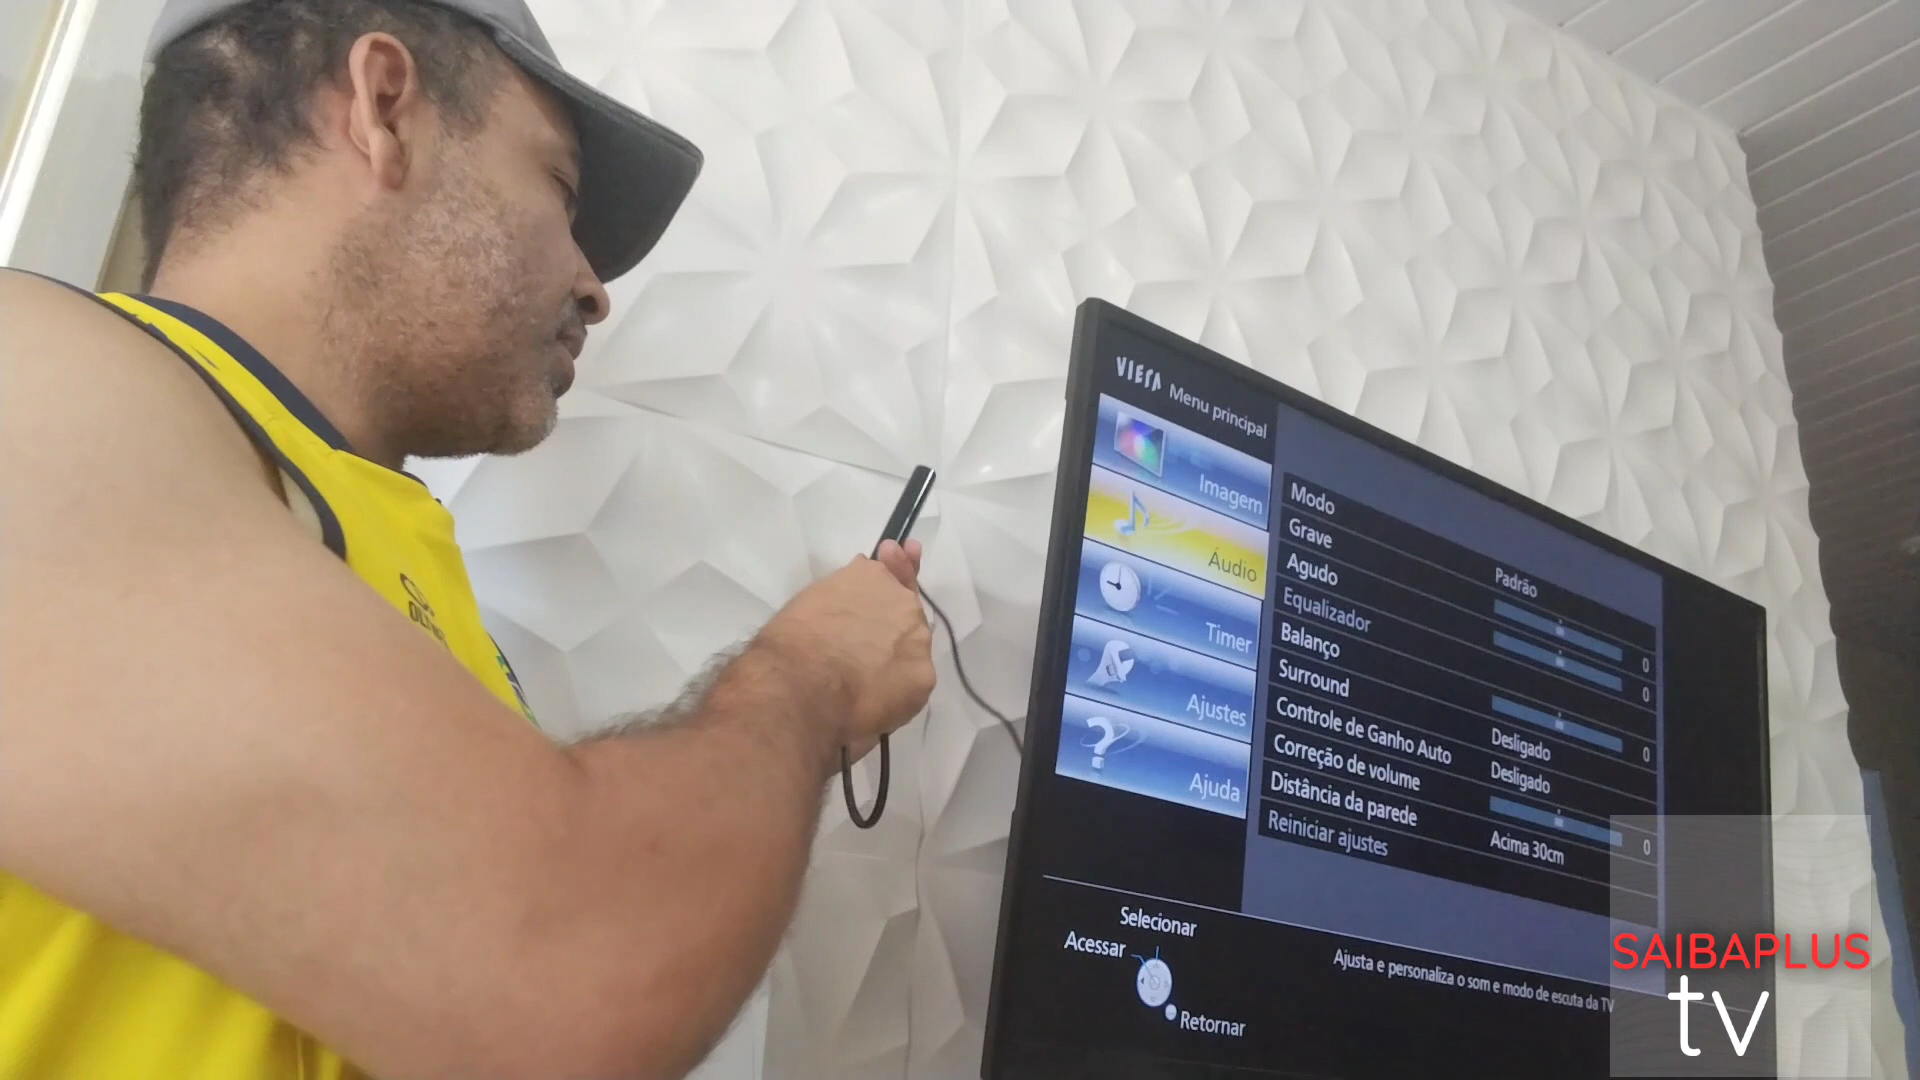 VIERA Menu principal
Imagem
Áudio
Timer
Ajustes
Ajuda
Modo Padrão
Grave 0
Agudo 0
Equalizador
Balanço 0
Surround Desligado
Controle de Ganho Auto Desligado
Correção de volume 0
Distância da parede Acima 30cm
Reiniciar ajustes
Selecionar
Acessar
Retornar
Ajusta e personaliza o som e modo de escuta da TV
SAIBAPLUS
tv